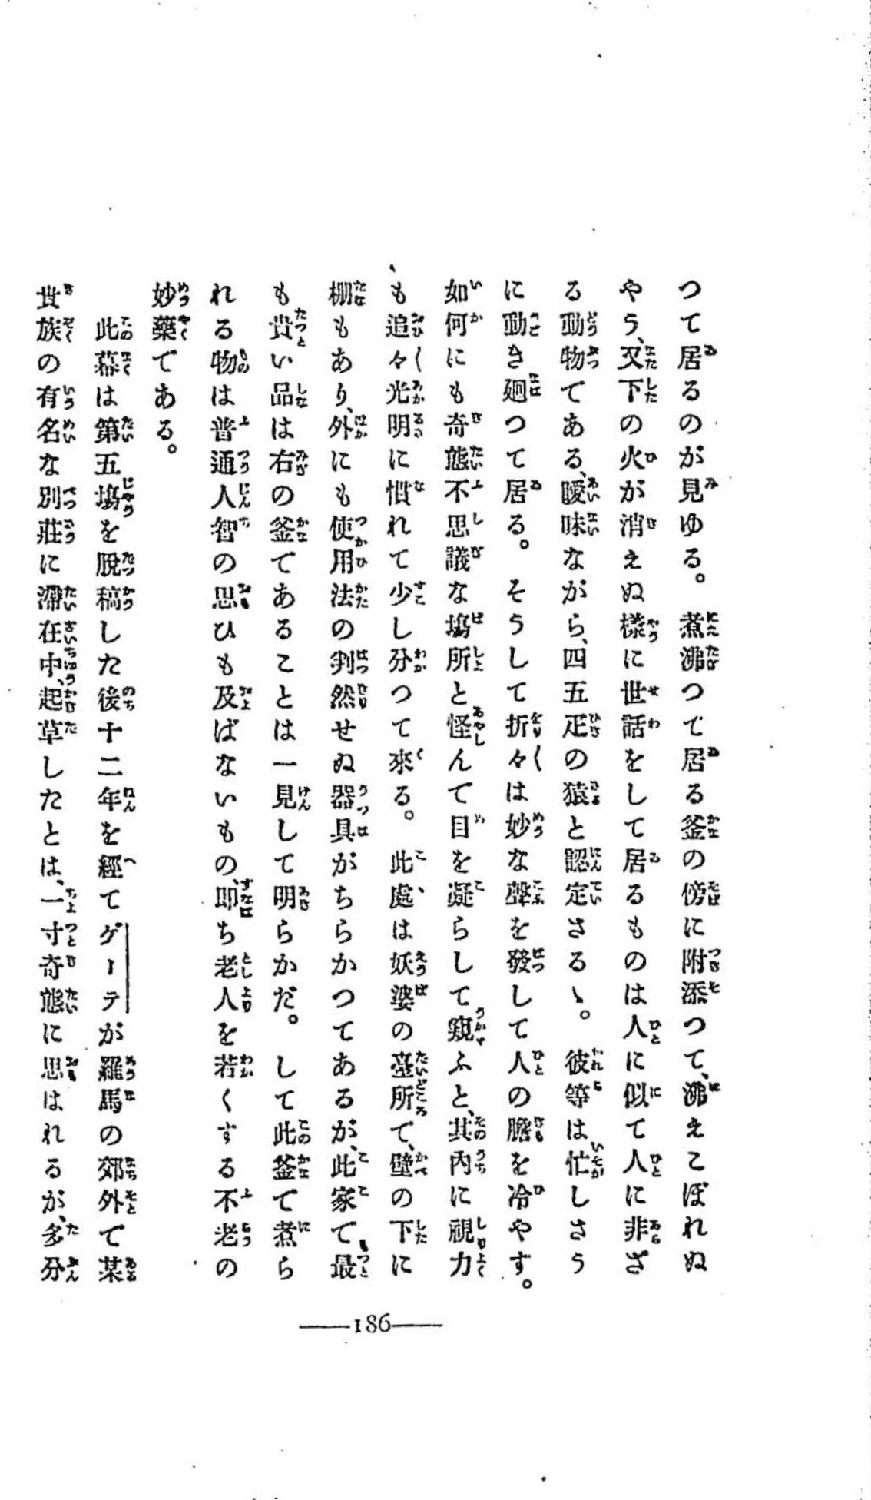 つて居るのが見ゆる。煮沸つて居る釜の傍に附添つて、沸えこぼれぬ
やう、又下の火が消えぬ樣に世話をして居るものは人に似て人に非ざ
る動物である、曖昧ながら、四五疋の猿と認定さるゝ。彼等は忙しさう
に動き廻つて居る。そうして折々は妙な聲を發して人の膽を冷やす。
如何にも奇態不思議な塲所と怪んで目を凝らして窺ふと、其內に視力
も追々光明に慣れて少し分つて來る。此處は妖婆の臺所で、壁の下に
棚もあり、外にも使用法の判然せぬ器具がちらかつてあるが、此家で、最
も貴い品は右の釜であることは一見して明らかだ。して此釜で煮ら
れる物は普通人智の思ひも及ばないもの、卽ち老人を若くする不老の
妙藥である。
此幕は第五塲を脫稿した後十二年を經てゲーテが羅馬の郊外で某
貴族の有名な別莊に滯在中、起草したとは、一寸奇態に思はれるが、多分
―186―